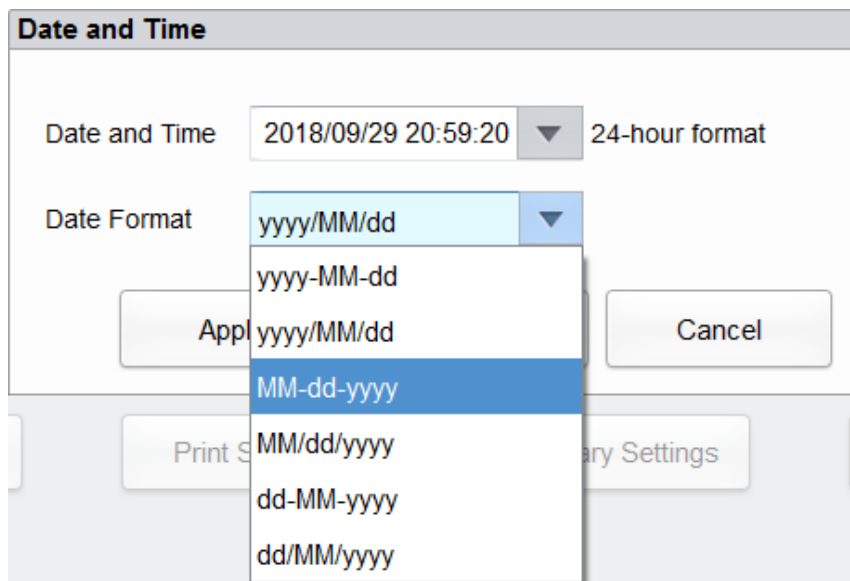 Date and Time
Date and Time 2018/09/29 20:59:20 24-hour format
Date Format yyyy/MM/dd
yyyy-MM-dd
yyyy/MM/dd
MM-dd-yyyy
MM/dd/yyyy
dd-MM-yyyy
dd/MM/yyyy
Cancel
Print
Settings